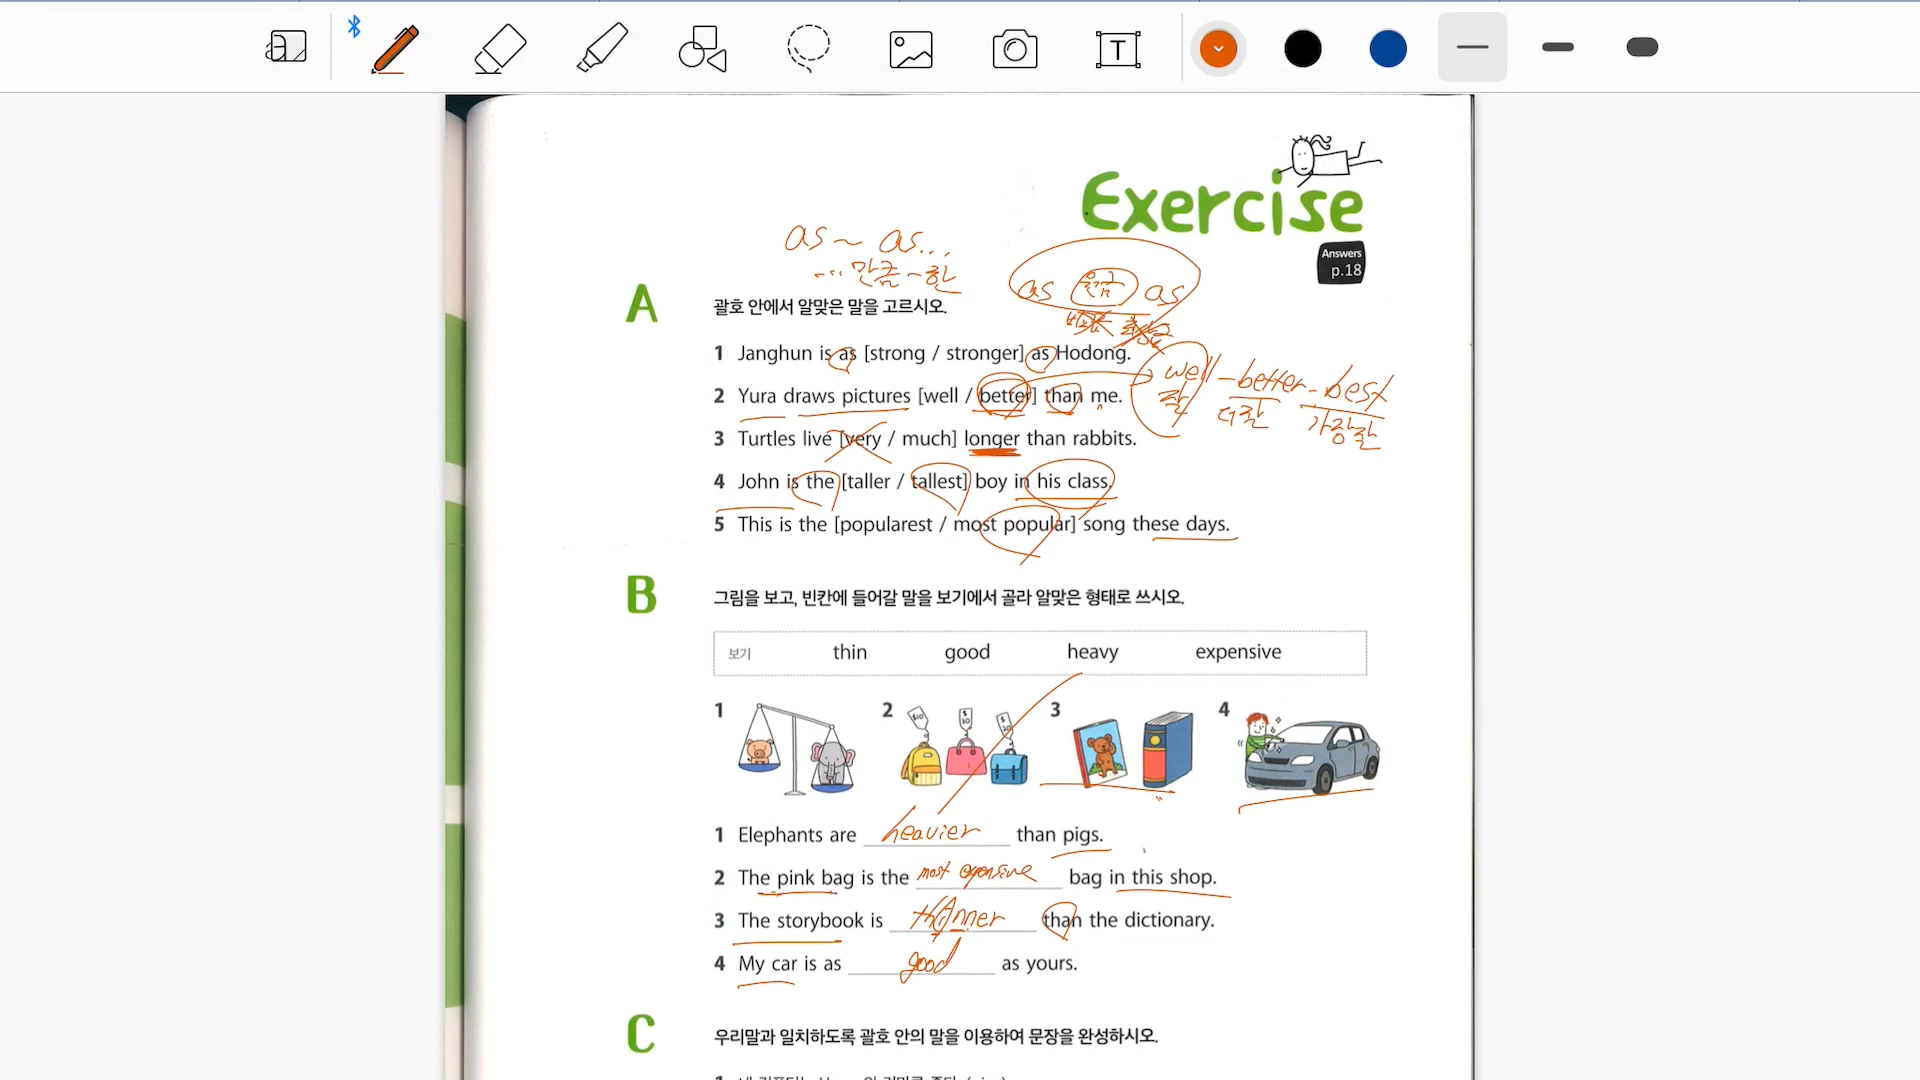 Exercise
Answers
p.18
as ~ as...
... 만큼 ~한
as 원급 as
비교급 최상급
A 괄호 안에서 알맞은 말을 고르시오.
1 Janghun is as [strong / stronger] as Hodong.
2 Yura draws pictures [well / better] than me.
well - better - best
잘 더 잘 가장 잘
3 Turtles live [very / much] longer than rabbits.
4 John is the [taller / tallest] boy in his class.
5 This is the [popularest / most popular] song these days.
B 그림을 보고, 빈칸에 들어갈 말을 보기에서 골라 알맞은 형태로 쓰시오.
보기 thin good heavy expensive
1 2 3 4
$10 $30 $20
1 Elephants are heavier than pigs.
2 The pink bag is the most expensive bag in this shop.
3 The storybook is thinner than the dictionary.
4 My car is as good as yours.
C 우리말과 일치하도록 괄호 안의 말을 이용하여 문장을 완성하시오.